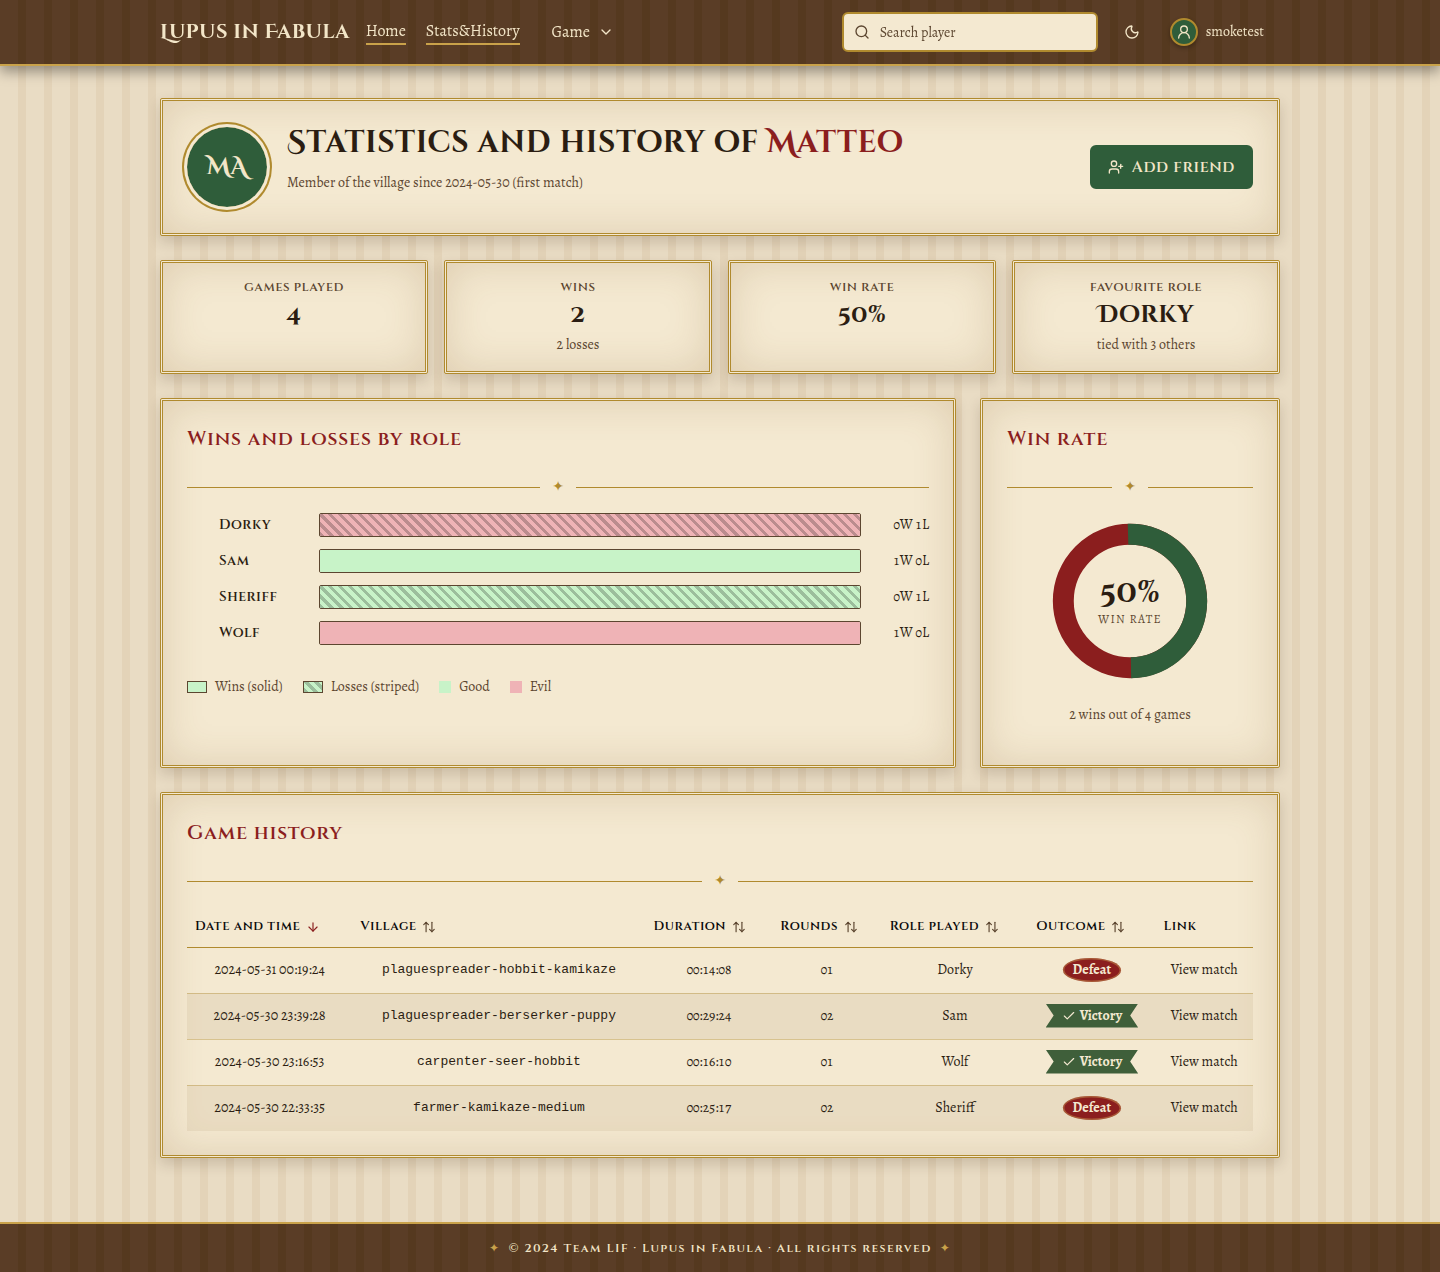 Lupus in Fabula Home Stats&History Game Search player smoketest
MA
Statistics and history of Matteo
Member of the village since 2024-05-30 (first match)
Add friend
Games played
4
Wins
2
2 losses
Win rate
50%
Favourite role
Dorky
tied with 3 others
Wins and losses by role
Dorky 0W 1L
Sam 1W 0L
Sheriff 0W 1L
Wolf 1W 0L
Wins (solid) Losses (striped) Good Evil
Win rate
50%
WIN RATE
2 wins out of 4 games
Game history
Date and time Village Duration Rounds Role played Outcome Link
2024-05-31 00:19:24 plaguespreader-hobbit-kamikaze 00:14:08 01 Dorky Defeat View match
2024-05-30 23:39:28 plaguespreader-berserker-puppy 00:29:24 02 Sam Victory View match
2024-05-30 23:16:53 carpenter-seer-hobbit 00:16:10 01 Wolf Victory View match
2024-05-30 22:33:35 farmer-kamikaze-medium 00:25:17 02 Sheriff Defeat View match
© 2024 Team LIF · Lupus in Fabula · All rights reserved